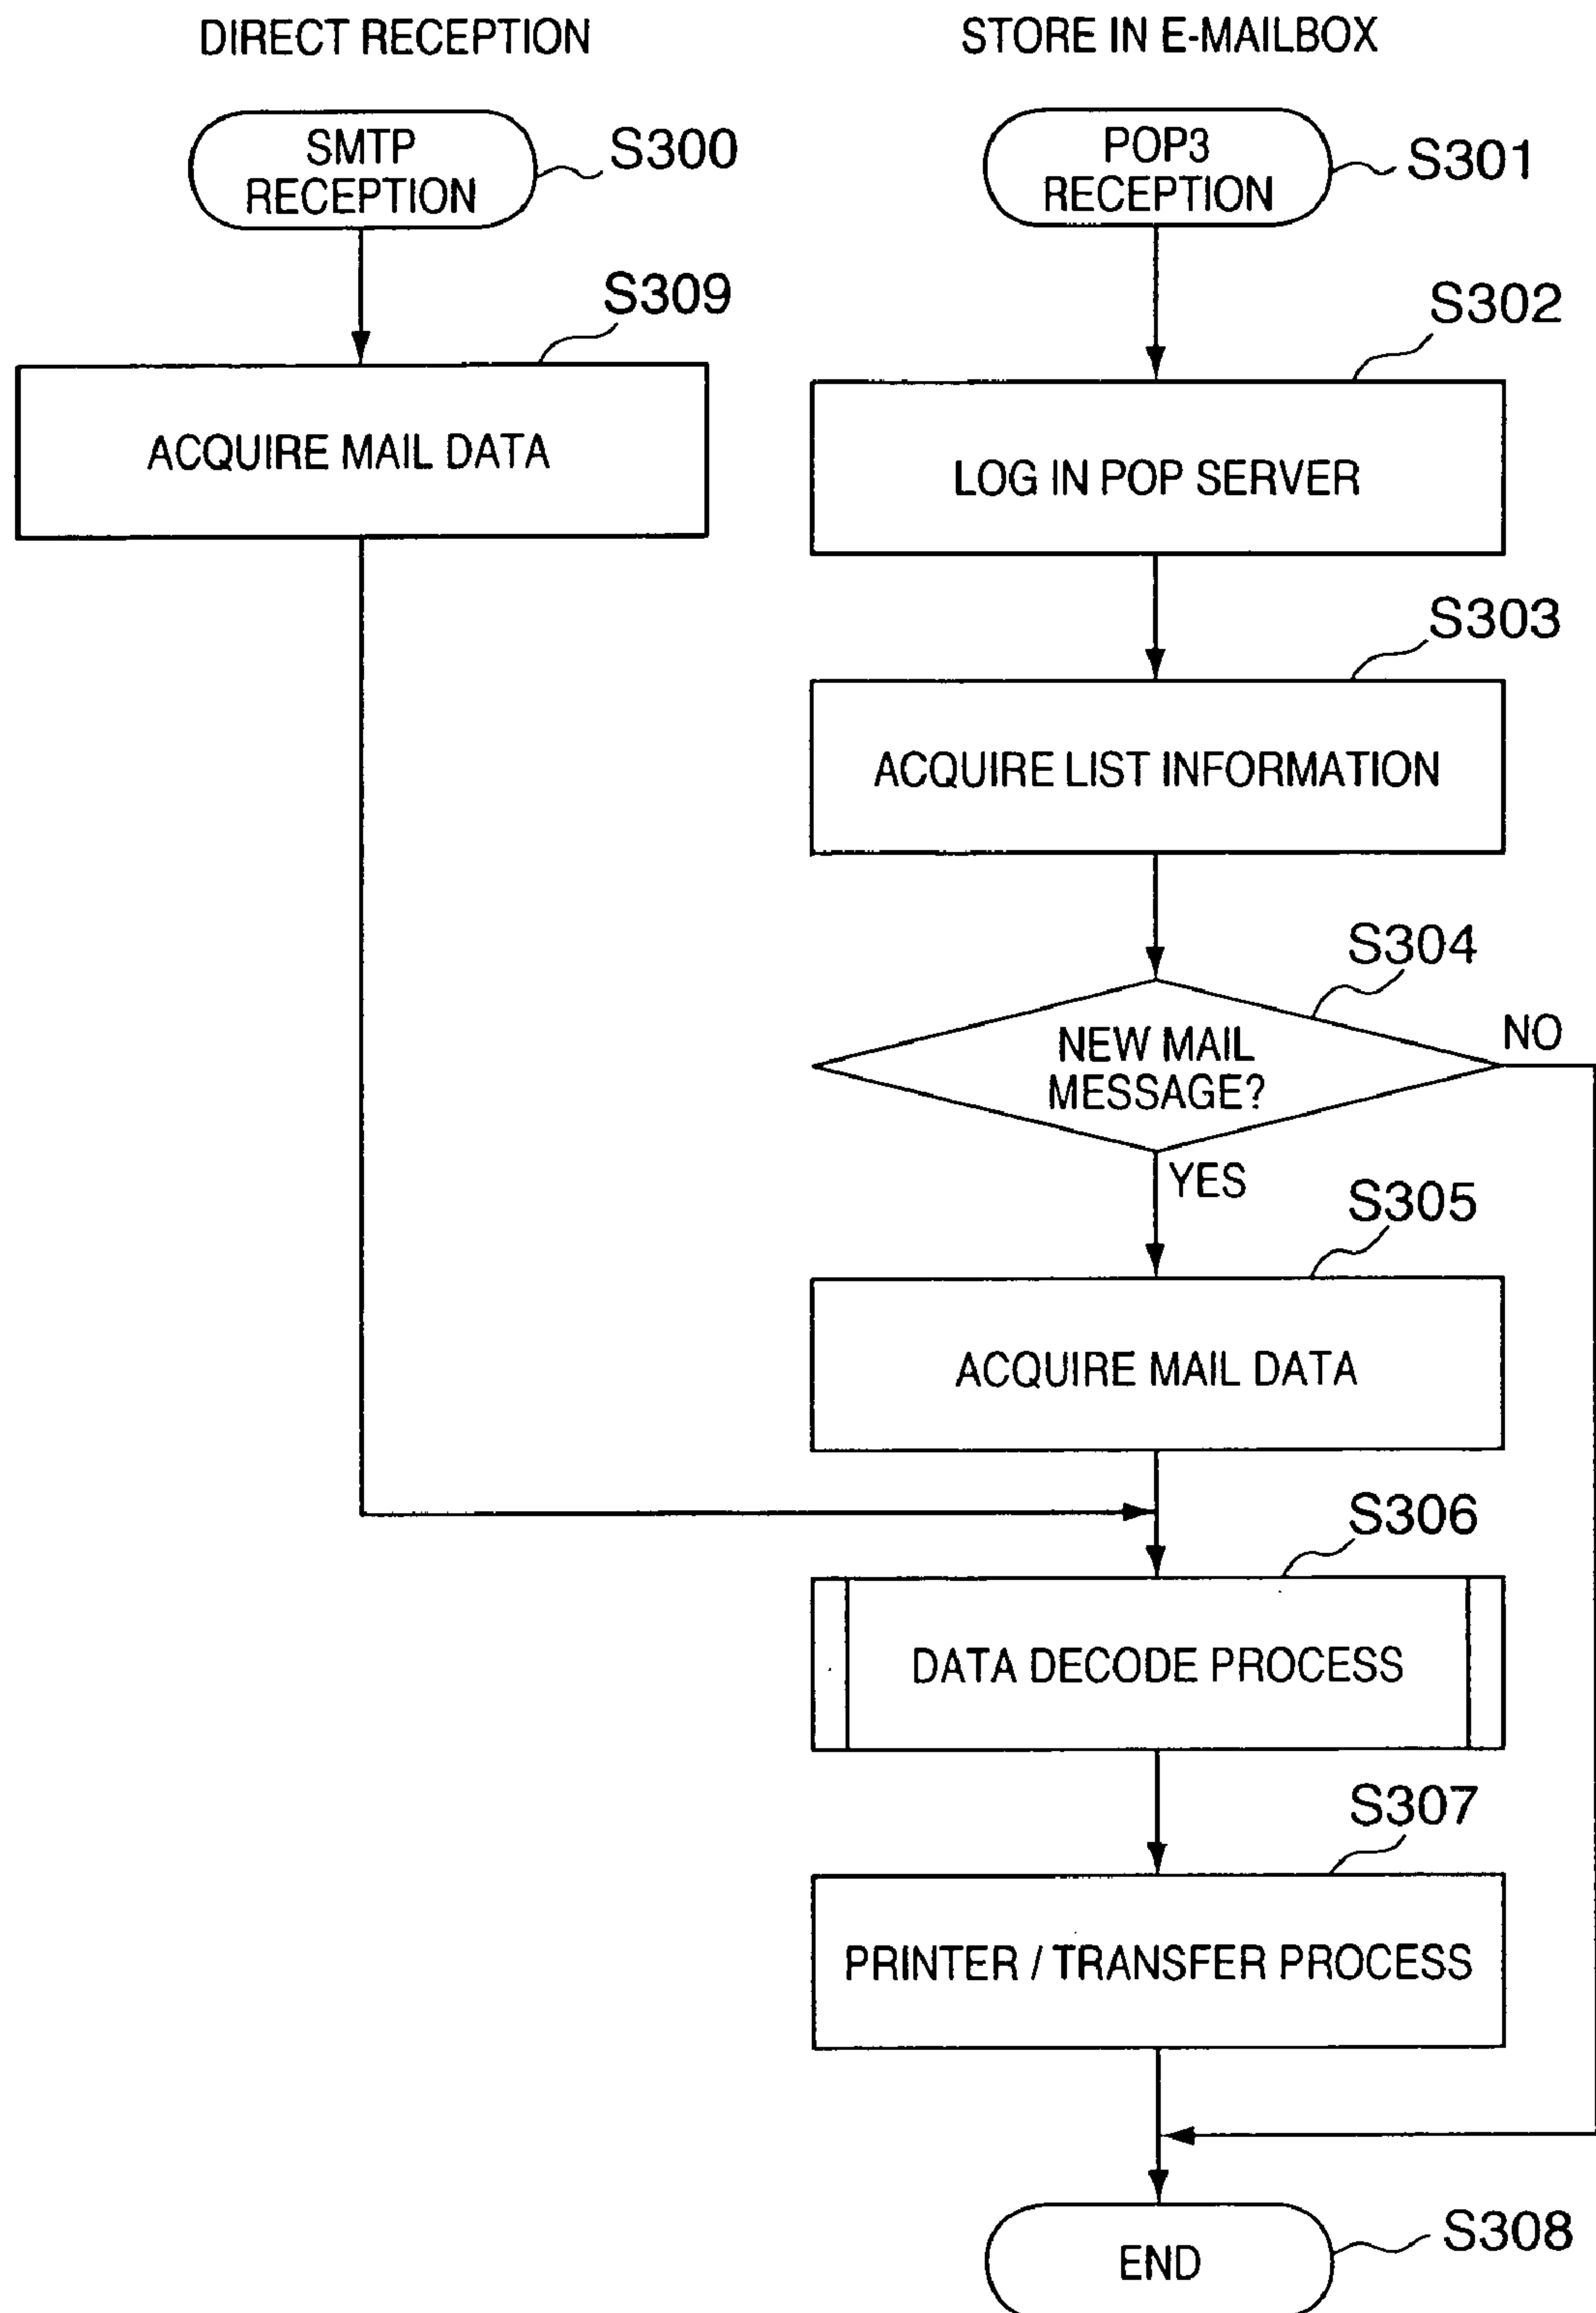 DIRECT RECEPTION
STORE IN E-MAILBOX
SMTP
RECEPTION
S300
POP3
RECEPTION
S301
S309
ACQUIRE MAIL DATA
S302
LOG IN POP SERVER
S303
ACQUIRE LIST INFORMATION
S304
NEW MAIL
MESSAGE?
NO
YES
S305
ACQUIRE MAIL DATA
S306
DATA DECODE PROCESS
S307
PRINTER / TRANSFER PROCESS
END
S308